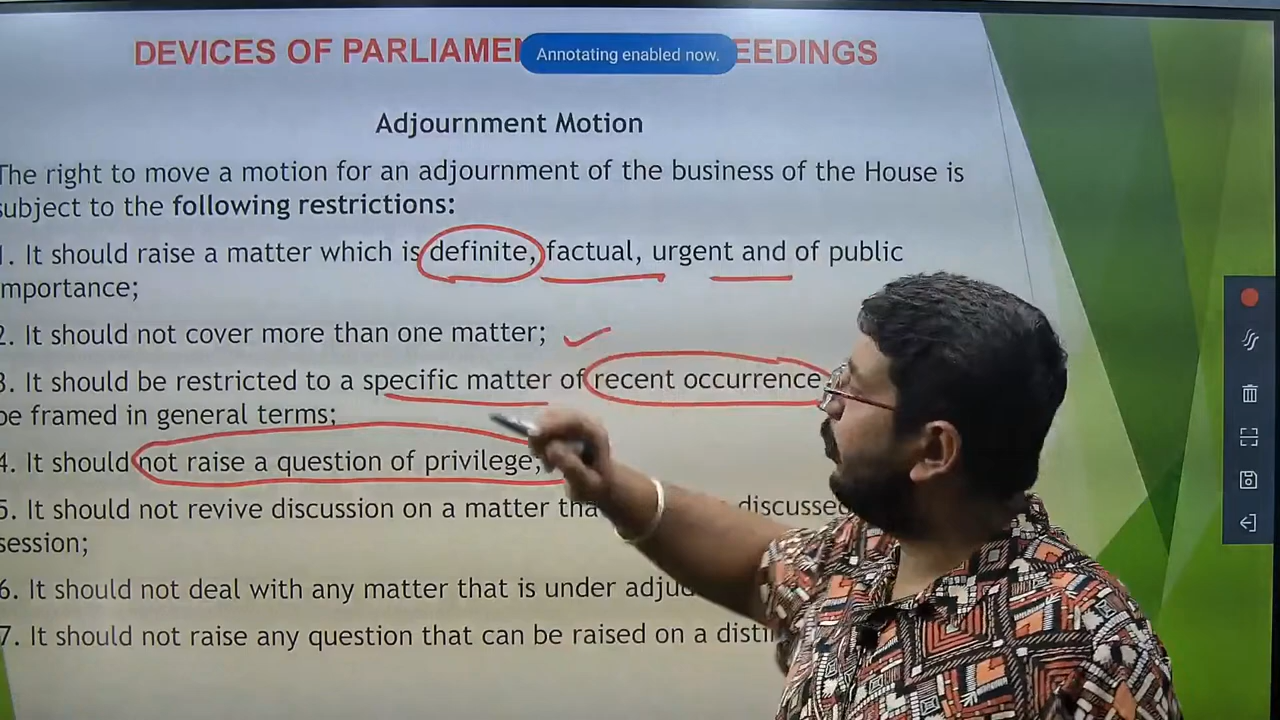 DEVICES OF EEDINGS
Annotating enabled now.
Adjournment Motion
The right to move a motion for an adjournment of the business of the House is
subject to the following restrictions:
1. It should raise a matter which is definite, factual, urgent and of public
mportance;
2. It should not cover more than one matter;
3. It should be restricted to a specific matter of recent occurrence
be framed in general terms;
4. It should not raise a question of privilege;
5. It should not revive discussion on a matter discussed
session;
6. It should not deal with any matter that is under
7. It should not raise any question that can be raised on a